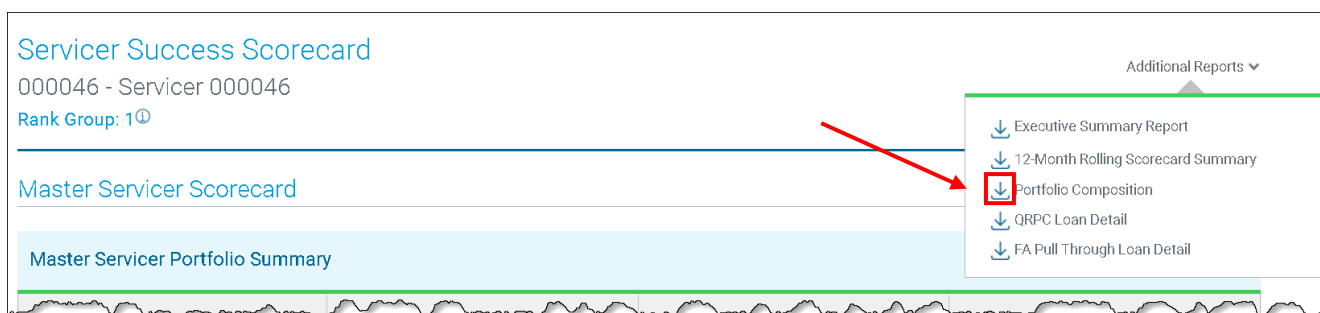 Servicer Success Scorecard
000046 - Servicer 000046
Rank Group: 1
Additional Reports
Executive Summary Report
12-Month Rolling Scorecard Summary
Portfolio Composition
QRPC Loan Detail
FA Pull Through Loan Detail
Master Servicer Scorecard
Master Servicer Portfolio Summary